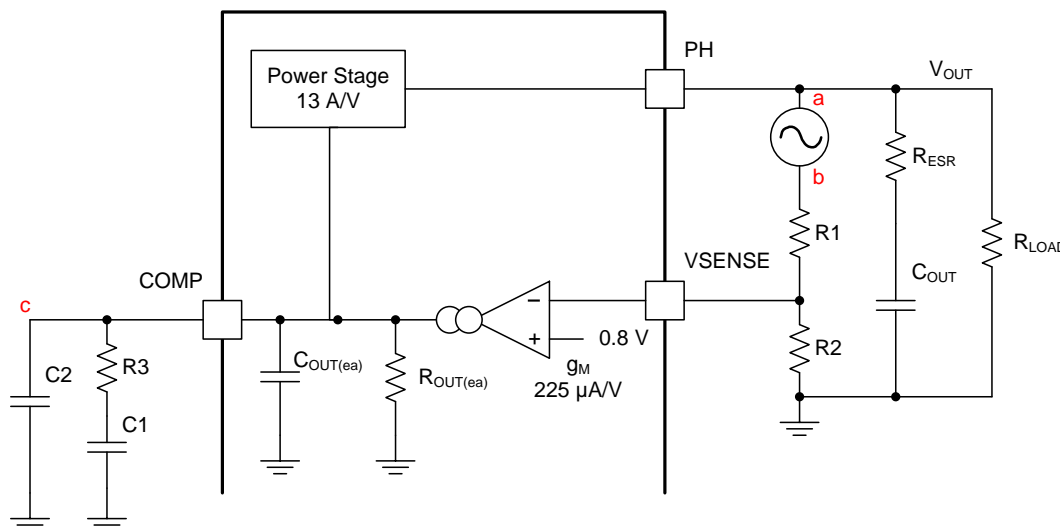 Power Stage
13 A/V
PH
VOUT
a
b
RESR
R1
RLOAD
VSENSE
COUT
COMP
c
0.8 V
gM
225 µA/V
R2
C2
R3
COUT(ea)
ROUT(ea)
C1